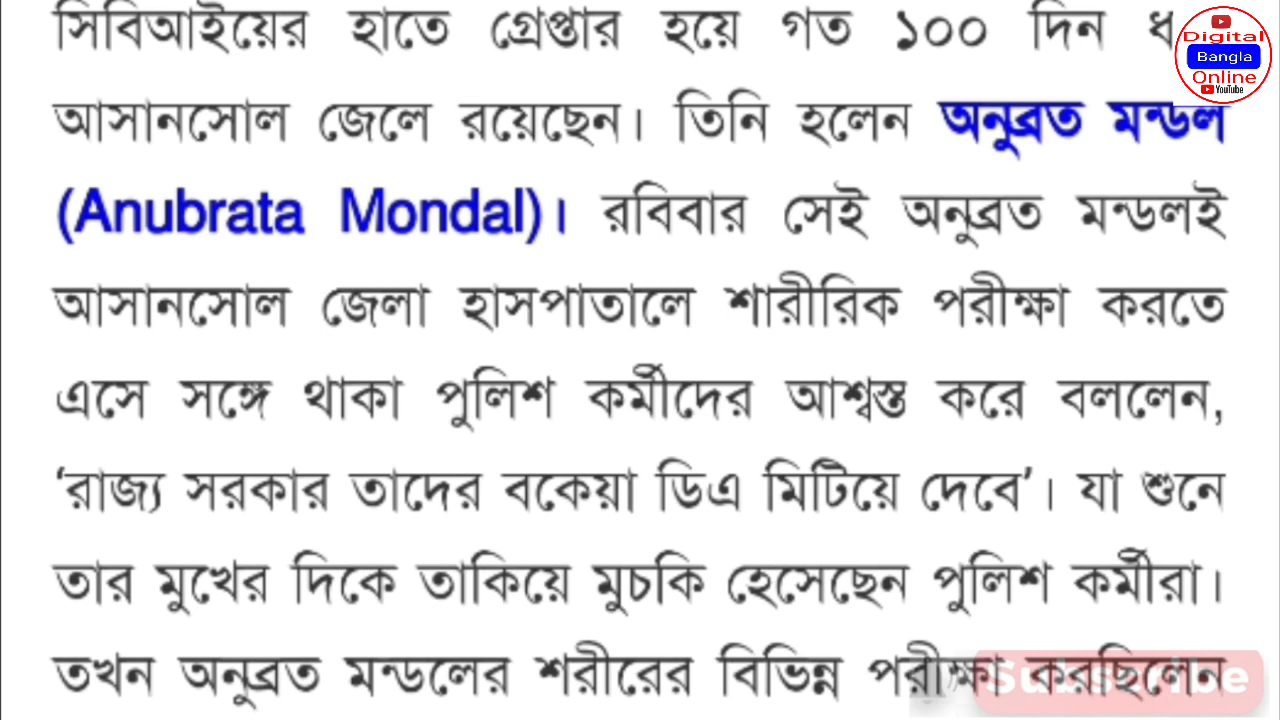 সিবিআইয়ের হাতে গ্রেপ্তার হয়ে গত ১০০ দিন
আসানসোল জেলে রয়েছেন। তিনি হলেন অনুব্রত মন্ডল
(Anubrata Mondal)। রবিবার সেই অনুব্রত মন্ডলই
আসানসোল জেলা হাসপাতালে শারীরিক পরীক্ষা করতে
এসে সঙ্গে থাকা পুলিশ কর্মীদের আশ্বস্ত করে বললেন,
‘রাজ্য সরকার তাদের বকেয়া ডিএ মিটিয়ে দেবে’। যা শুনে
তার মুখের দিকে তাকিয়ে মুচকি হেসেছেন পুলিশ কর্মীরা।
তখন অনুব্রত মন্ডলের শরীরের বিভিন্ন পরীক্ষা করছিলেন
Digital
Bangla
Online
YouTube
Subscribe